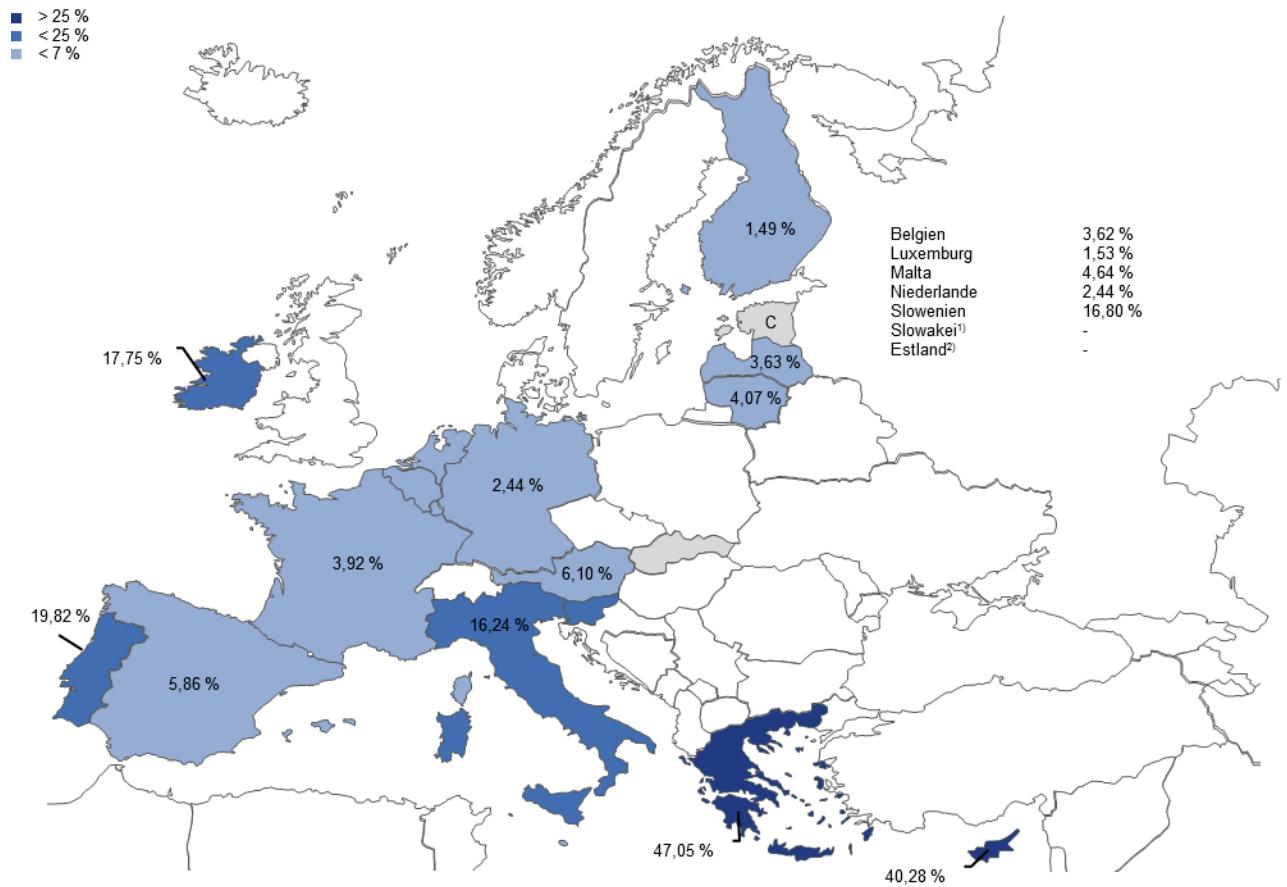 > 25 %
< 25 %
< 7 %
1,49 %
Belgien 3,62 %
Luxemburg 1,53 %
Malta 4,64 %
Niederlande 2,44 %
Slowenien 16,80 %
Slowakei¹⁾ -
Estland²⁾ -
C
17,75 %
3,63 %
4,07 %
2,44 %
3,92 %
6,10 %
19,82 %
16,24 %
5,86 %
47,05 %
40,28 %